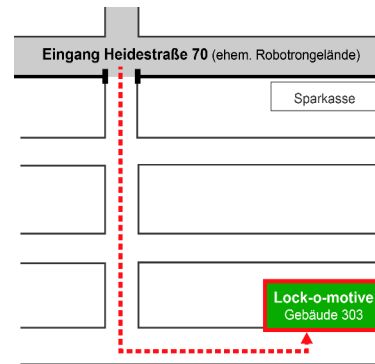 Eingang Heidestraße 70 (ehem. Robotrongelände)
Sparkasse
Lock-o-motive
Gebäude 303